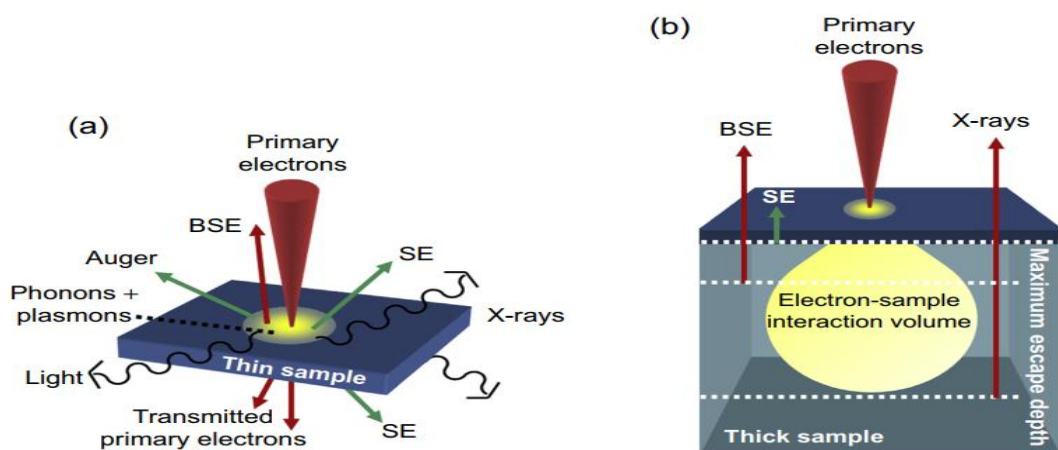 (a)
Primary
electrons
BSE
SE
Auger
Phonons +
plasmons
X-rays
Light
Thin sample
Transmitted
primary electrons
SE
(b)
Primary
electrons
BSE
X-rays
SE
Electron-sample
interaction volume
Maximum escape depth
Thick sample